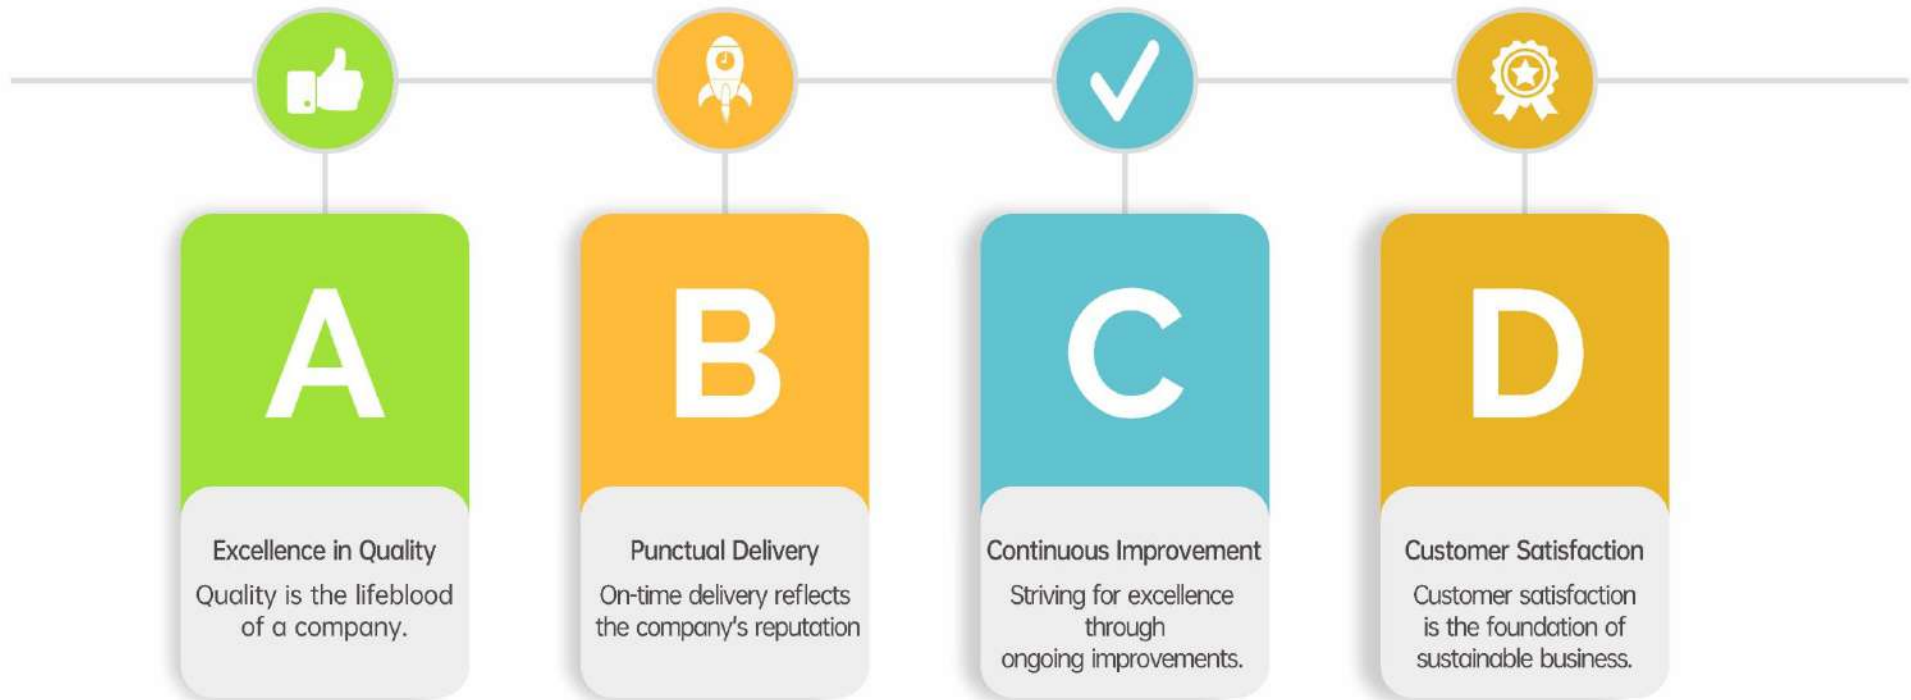 A
Excellence in Quality
Quality is the lifeblood
of a company.
B
Punctual Delivery
On-time delivery reflects
the company's reputation
C
Continuous Improvement
Striving for excellence
through
ongoing improvements.
D
Customer Satisfaction
Customer satisfaction
is the foundation of
sustainable business.